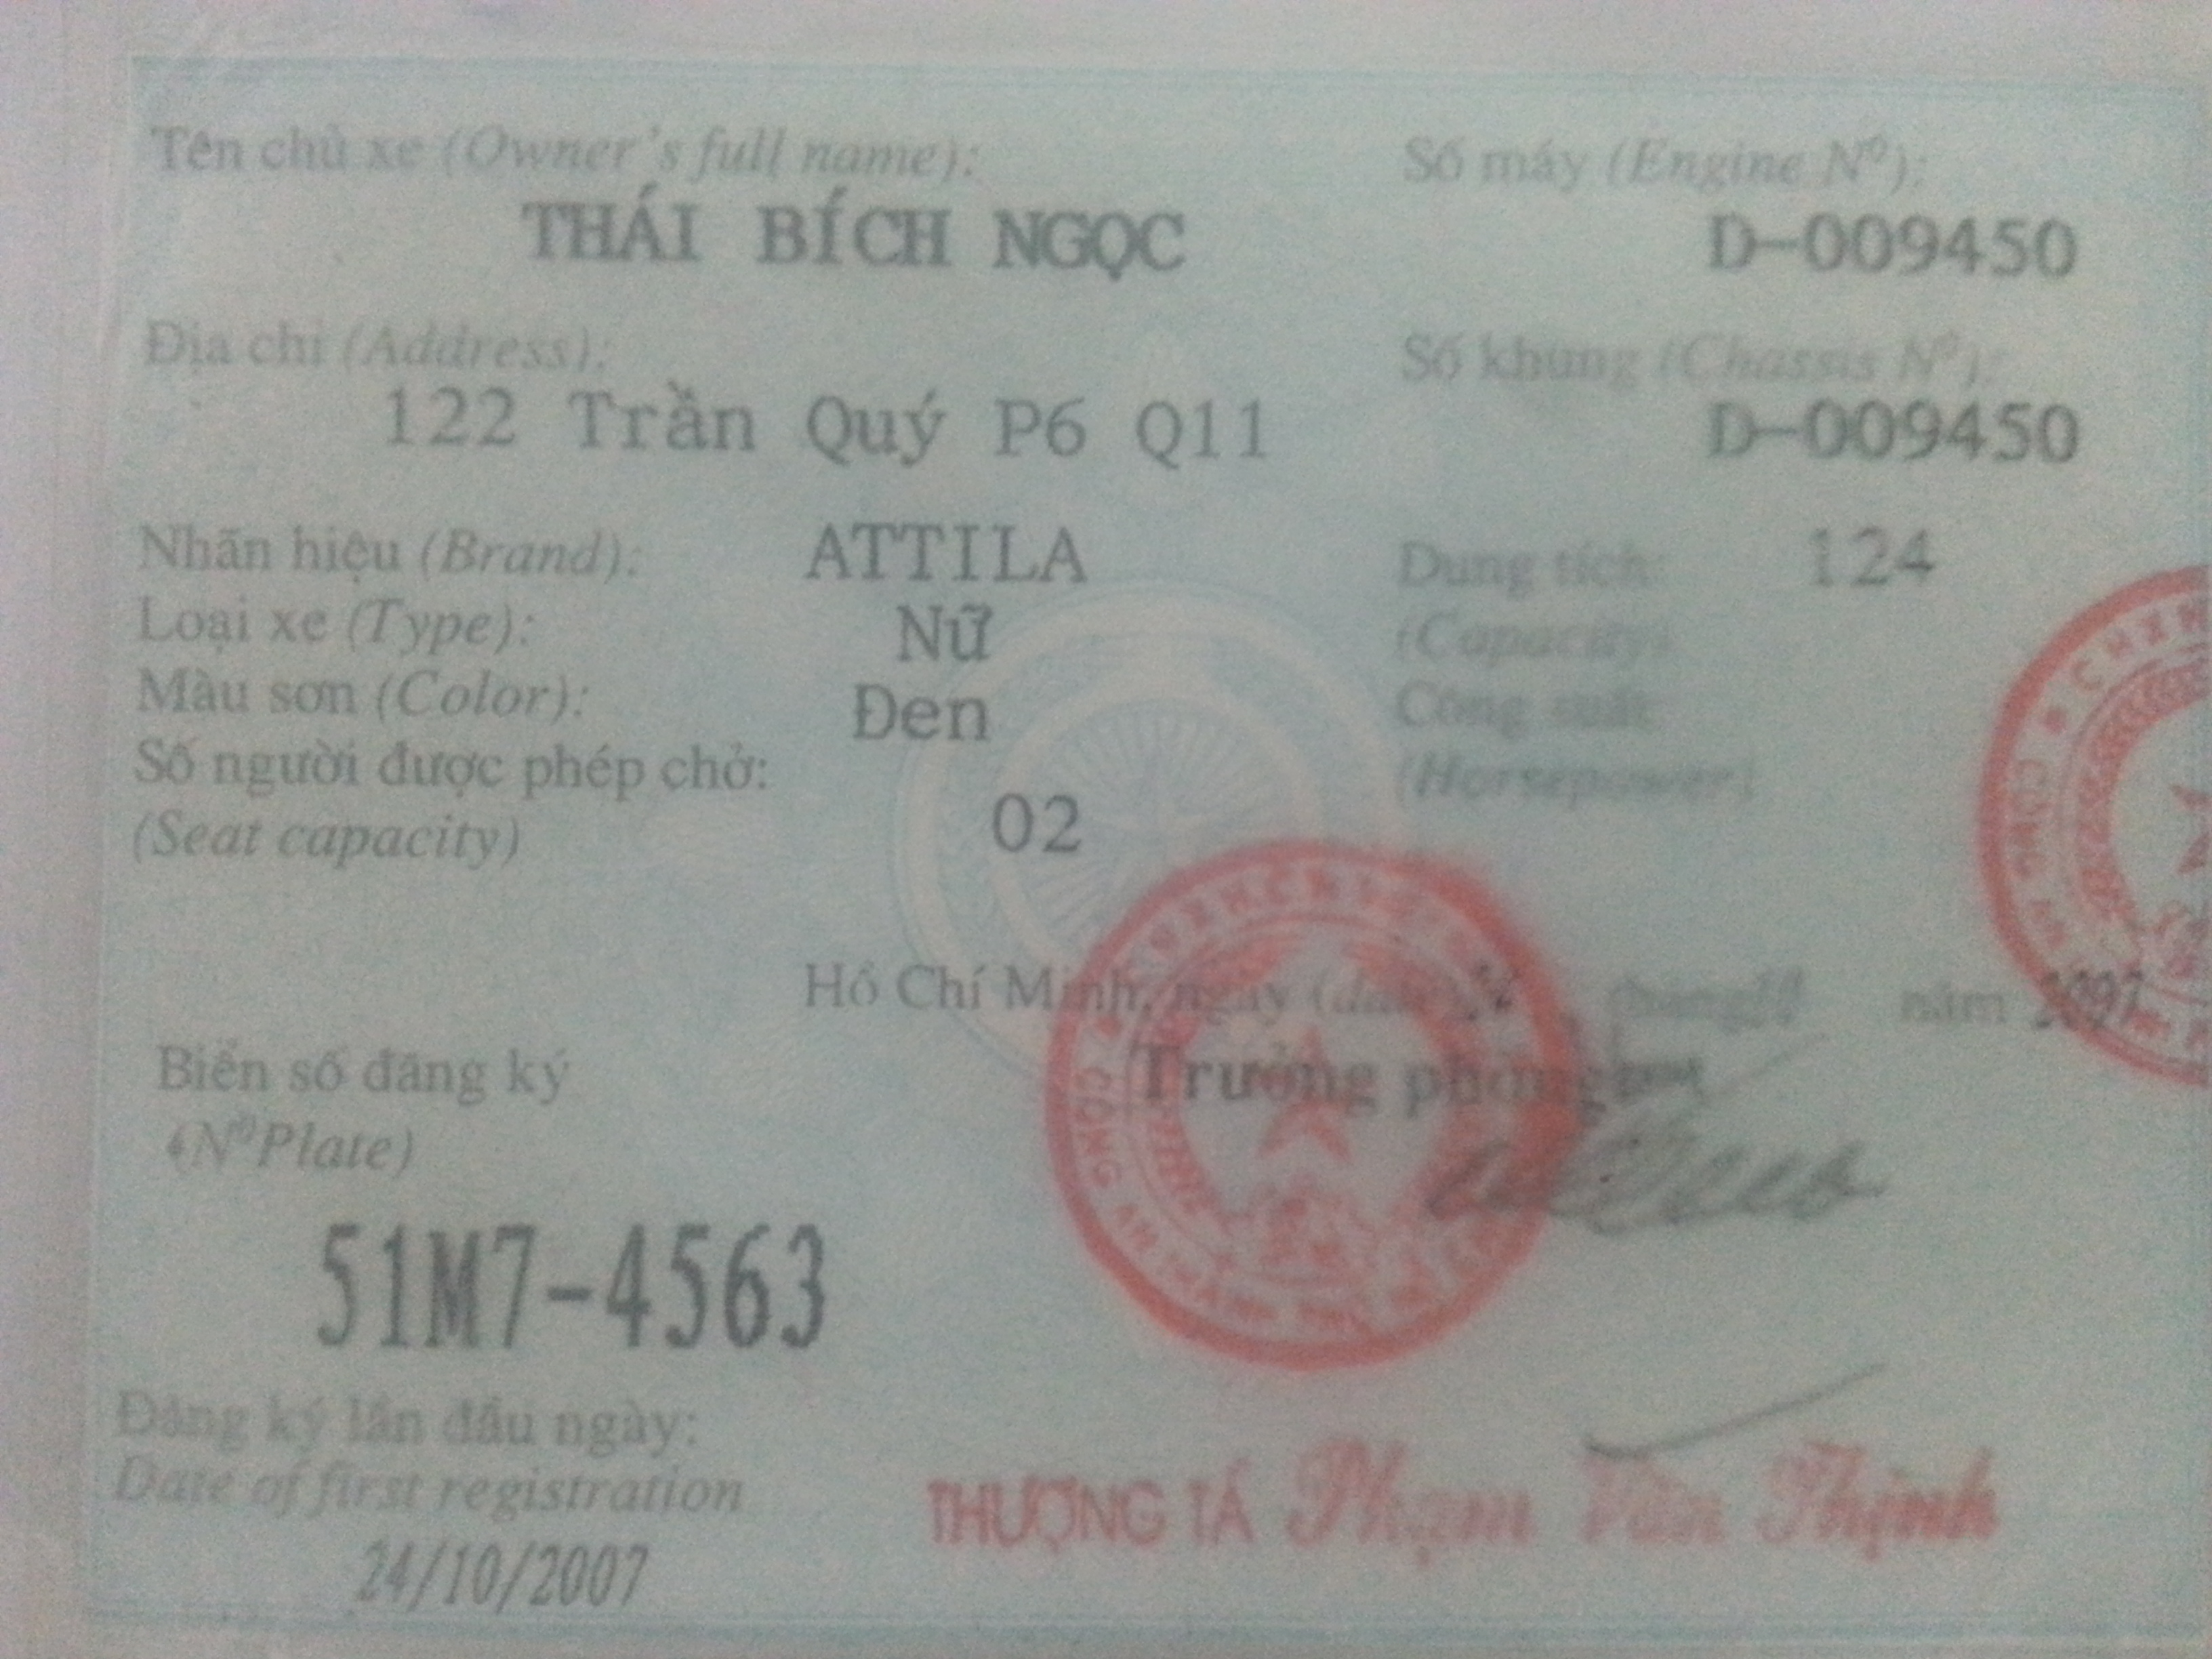 Tên chủ xe (Owner's full name):
THÁI BÍCH NGỌC
Số máy (Engine Nº):
D-009450
Địa chỉ (Address):
122 Trần Quý P6 Q11
Số khung (Chassis Nº):
D-009450
Nhãn hiệu (Brand): ATTILA
Loại xe (Type): Nữ
Màu sơn (Color): Đen
Số người được phép chở:
(Seat capacity) 02
Dung tích: 124
(Capacity)
Công suất
(Horsepower)
Hồ Chí Minh, ngày (date) tháng năm
Trưởng phòng
Biển số đăng ký
(Nº Plate)
51M7-4563
Đăng ký lần đầu ngày:
Date of first registration
24/10/2007
THƯỢNG TÁ Phạm Văn Thịnh